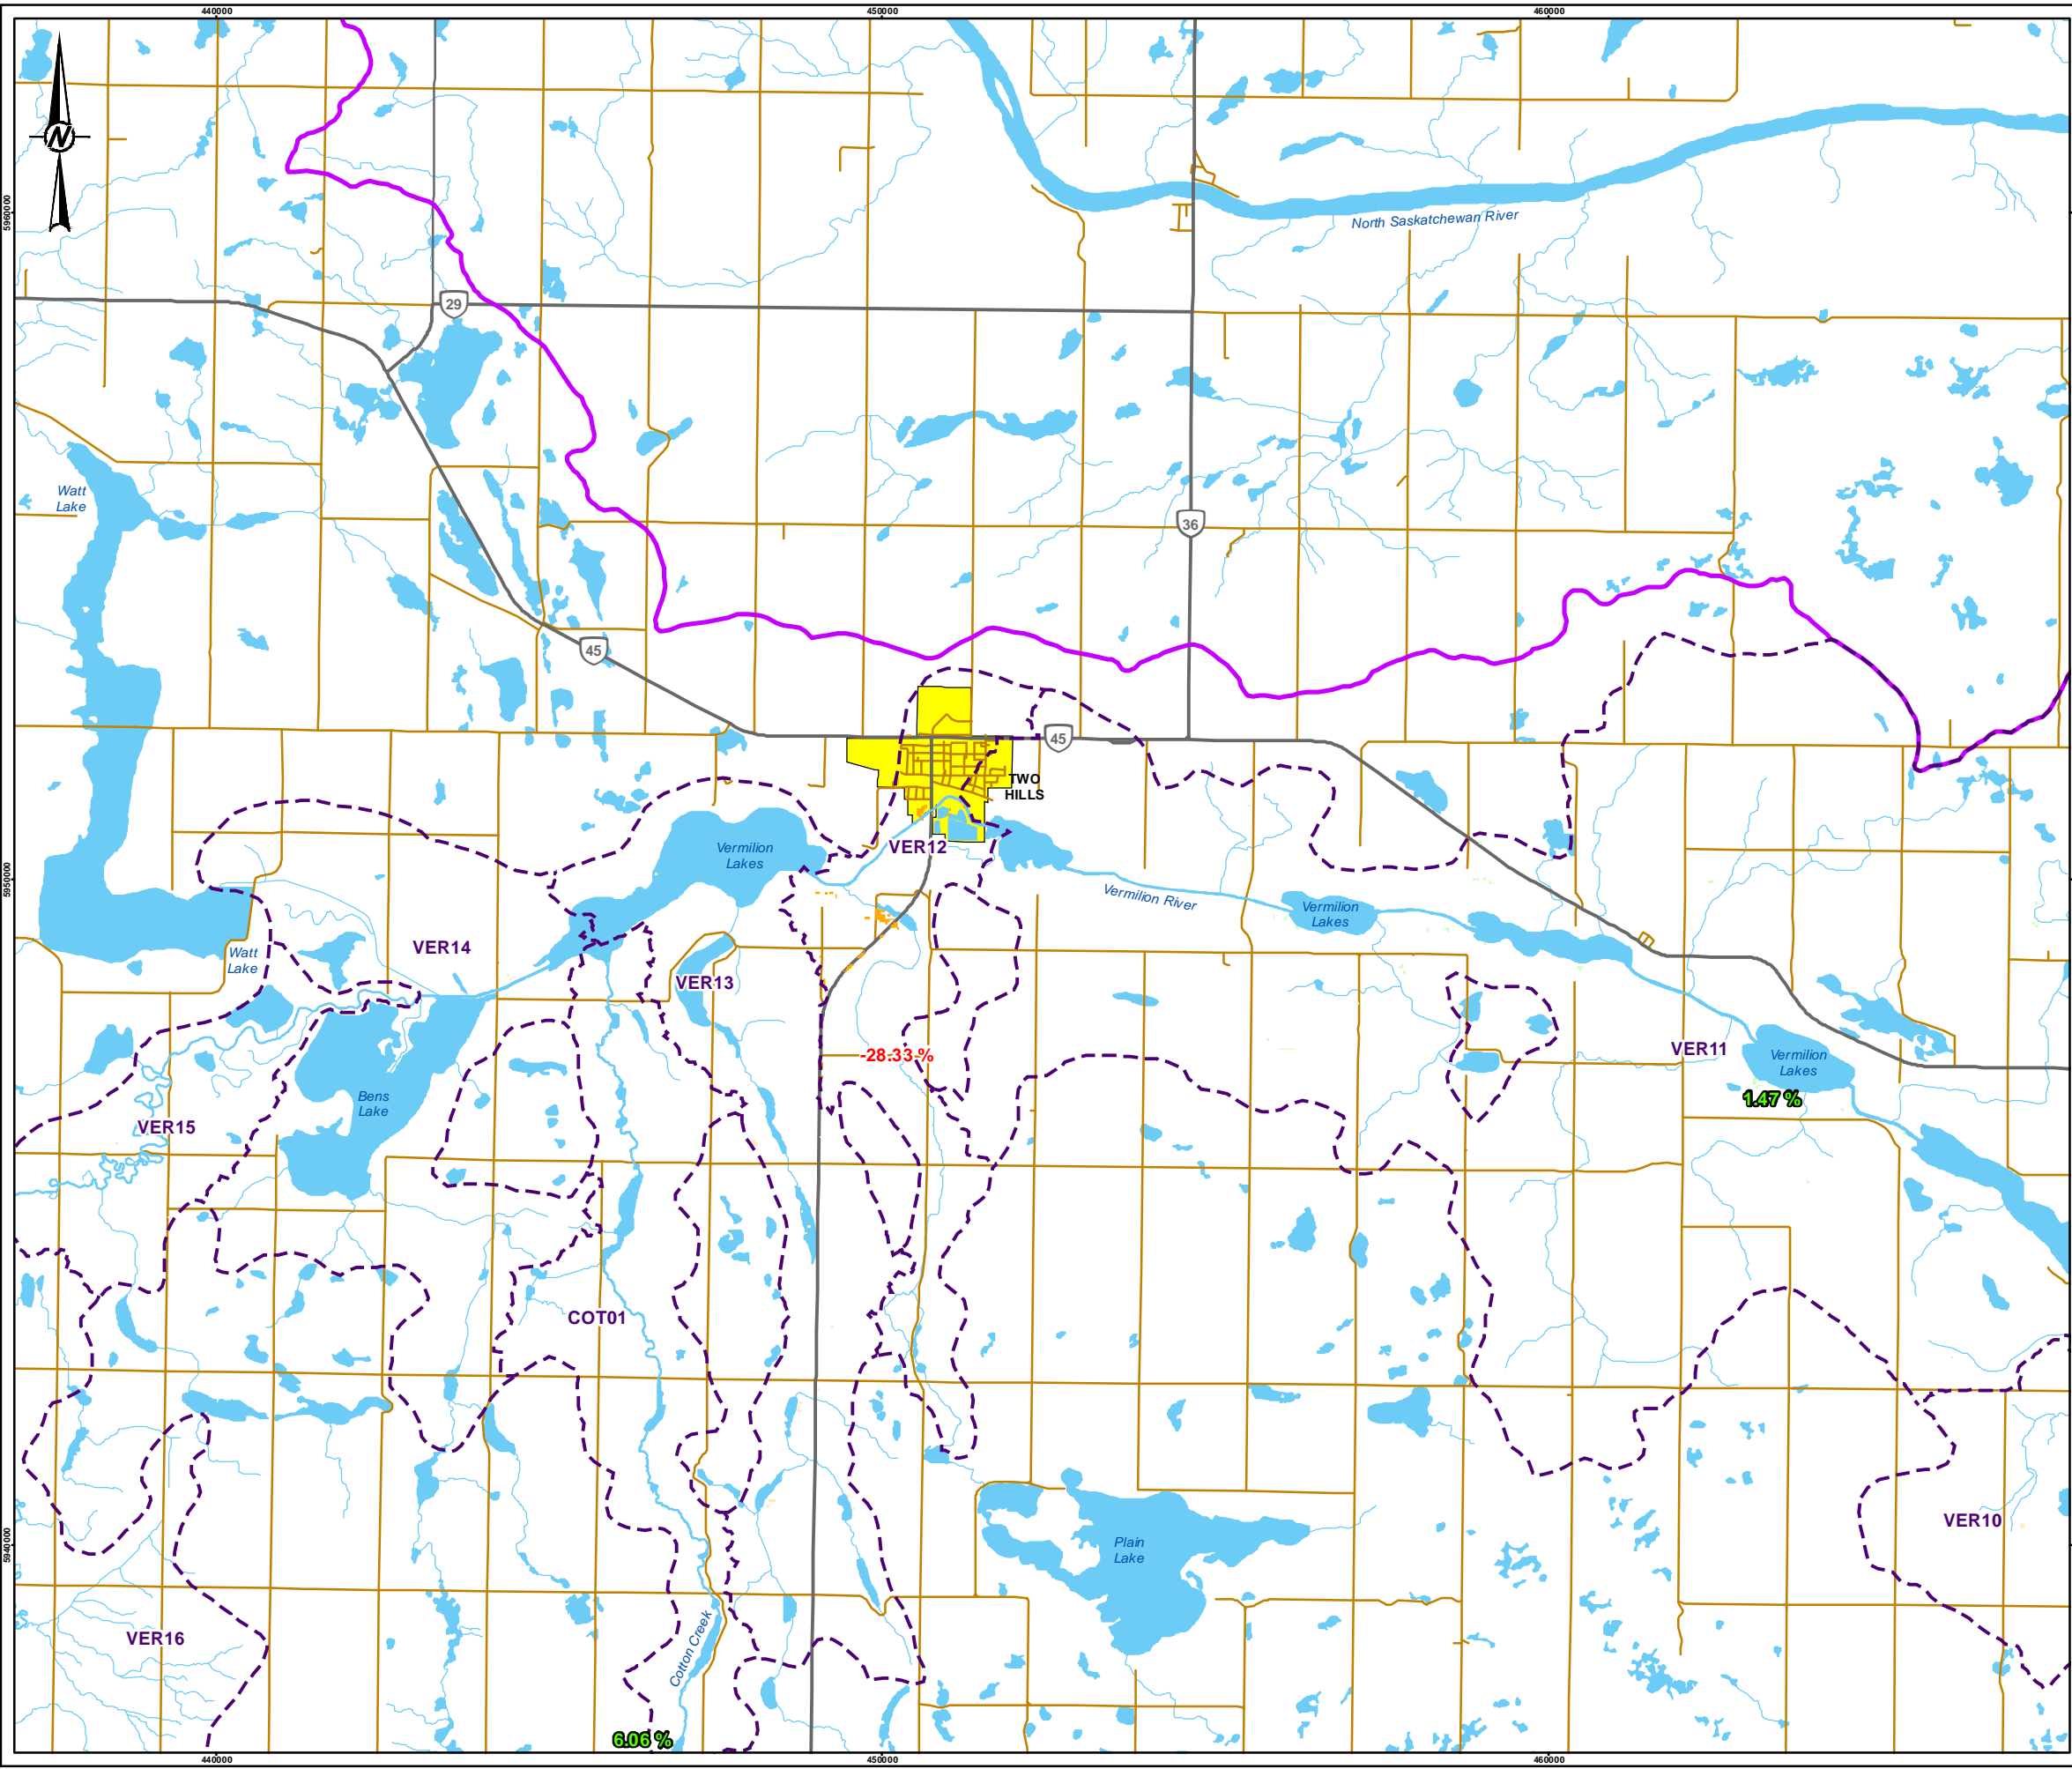 440000
450000
460000
N
5960000
North Saskatchewan River
29
Watt
Lake
36
45
45
TWO
HILLS
Vermilion
Lakes
VER12
5950000
Vermilion River
Vermilion
Lakes
VER14
Watt
Lake
VER13
-28.33 %
VER11
Vermilion
Lakes
1.47 %
Bens
Lake
VER15
COT01
VER10
5940000
Plain
Lake
VER16
Cotton Creek
6.06 %
440000
450000
460000